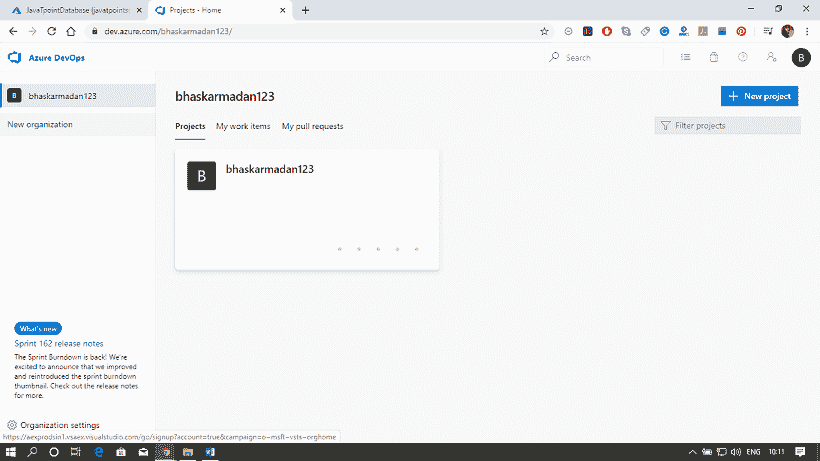 JavaTpointDatabase (javatpoints
Projects - Home
dev.azure.com/bhaskarmadan123/
Azure DevOps
Search
B
B
bhaskarmadan123
New organization
bhaskarmadan123
New project
Projects
My work items
My pull requests
Filter projects
B
bhaskarmadan123
What's new
Sprint 162 release notes
The Sprint Burndown is back! We're
excited to announce that we improved
and reintroduced the sprint burndown
thumbnail. Check out the release notes
for more.
Organization settings
https://aexprodsin1.vsaex.visualstudio.com/go/signup?account=true&campaign=o~msft~vsts~orghome
ENG
10:11